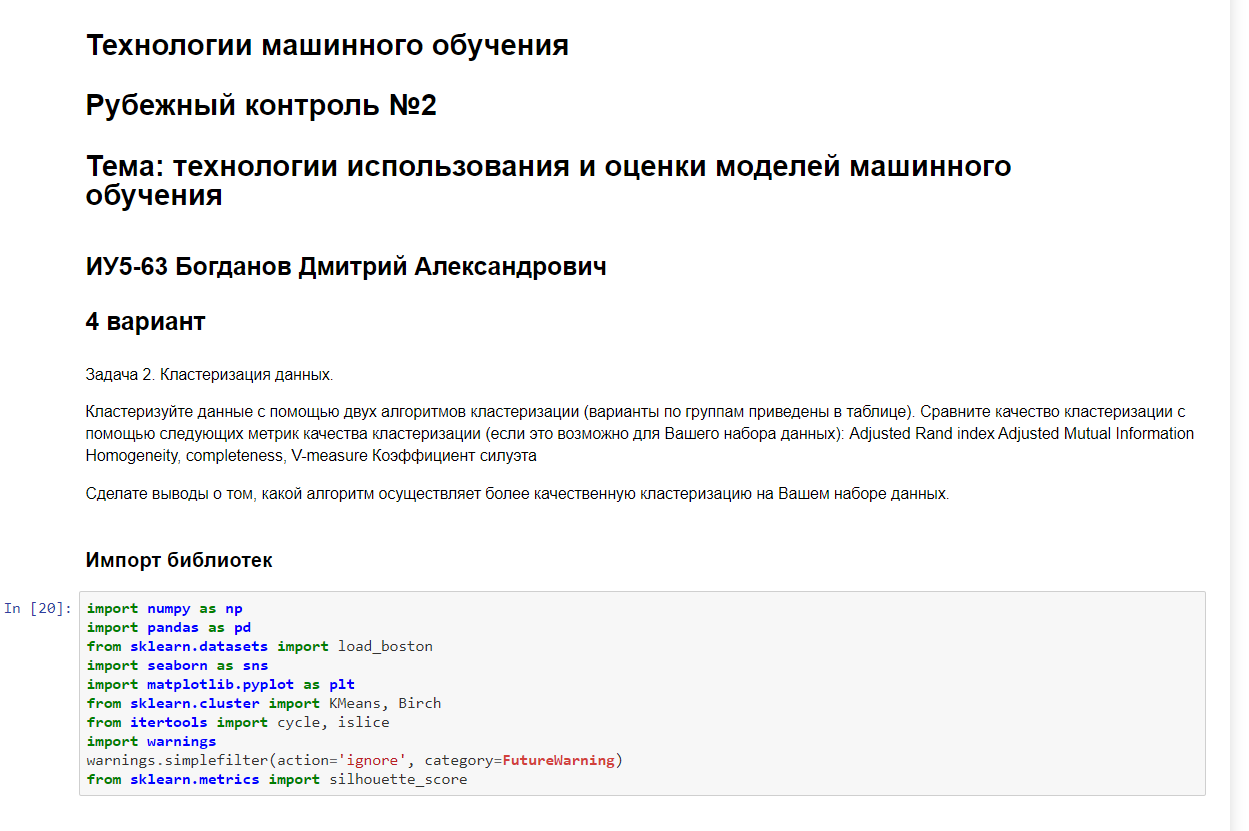 Технологии машинного обучения
Рубежный контроль №2
Тема: технологии использования и оценки моделей машинного
обучения
ИУ5-63 Богданов Дмитрий Александрович
4 вариант
Задача 2. Кластеризация данных.
Кластеризуйте данные с помощью двух алгоритмов кластеризации (варианты по группам приведены в таблице). Сравните качество кластеризации с
помощью следующих метрик качества кластеризации (если это возможно для Вашего набора данных): Adjusted Rand index Adjusted Mutual Information
Homogeneity, completeness, V-measure Коэффициент силуэта
Сделате выводы о том, какой алгоритм осуществляет более качественную кластеризацию на Вашем наборе данных.
Импорт библиотек
In [20]: import numpy as np
import pandas as pd
from sklearn.datasets import load_boston
import seaborn as sns
import matplotlib.pyplot as plt
from sklearn.cluster import KMeans, Birch
from itertools import cycle, islice
import warnings
warnings.simplefilter(action='ignore', category=FutureWarning)
from sklearn.metrics import silhouette_score